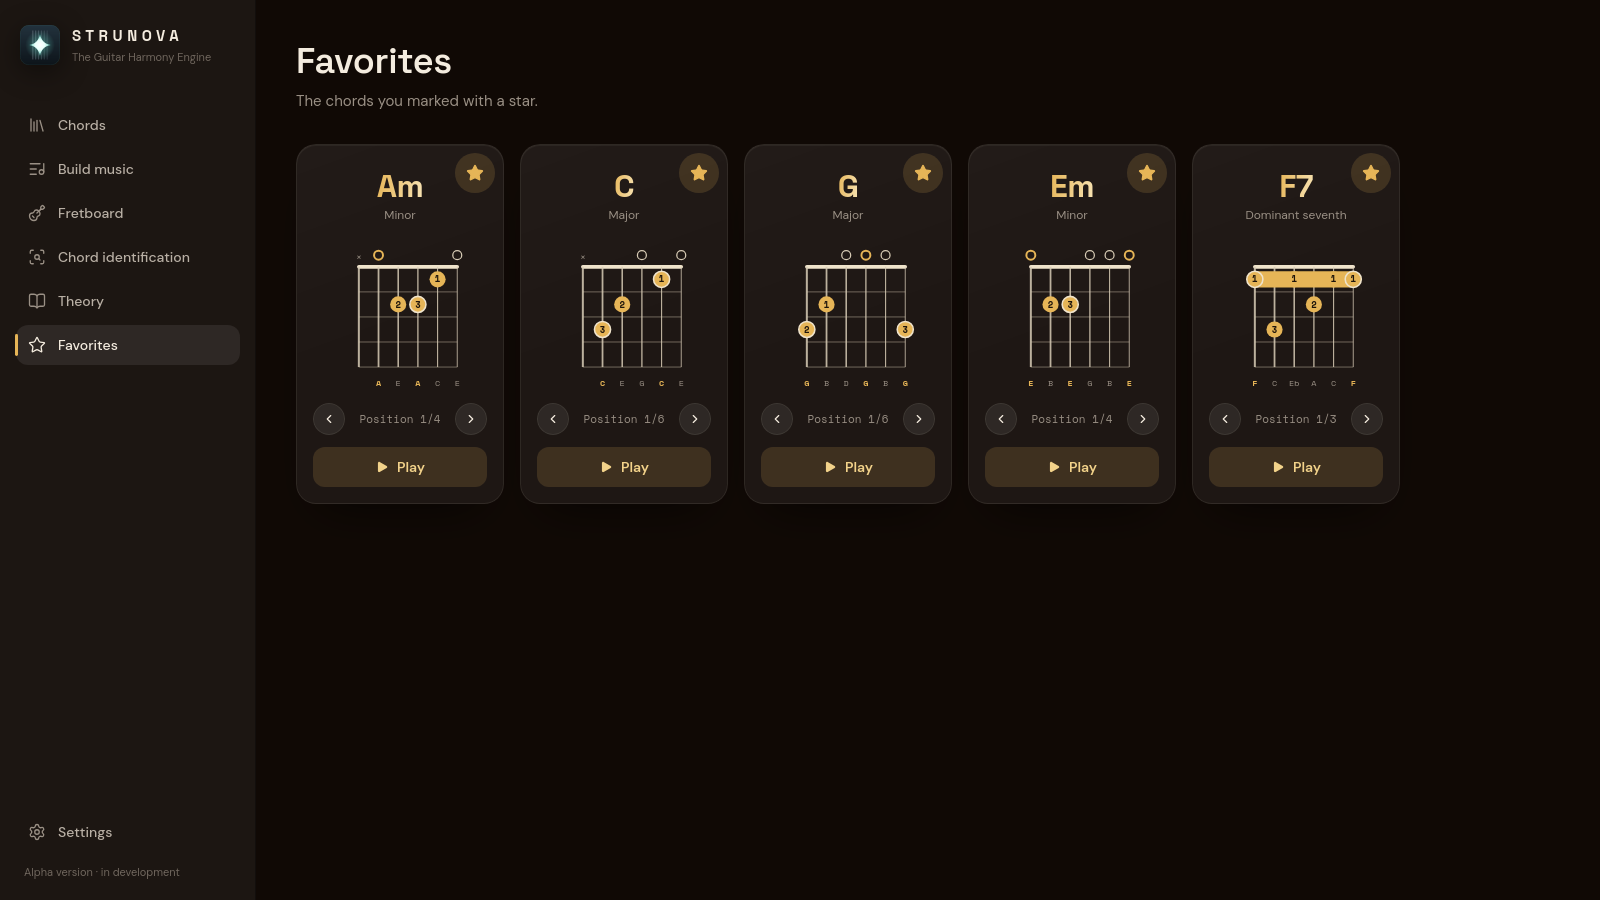 STRUNOVA
The Guitar Harmony Engine
Chords
Build music
Fretboard
Chord identification
Theory
Favorites
Settings
Alpha version · in development
Favorites
The chords you marked with a star.
Am
Minor
×
1
2 3
A E A C E
Position 1/4
Play
C
Major
×
1
2
3
C E G C E
Position 1/6
Play
G
Major
1
2 3
G B D G B G
Position 1/6
Play
Em
Minor
2 3
E B E G B E
Position 1/4
Play
F7
Dominant seventh
1 1 1 1
2
3
F C Eb A C F
Position 1/3
Play